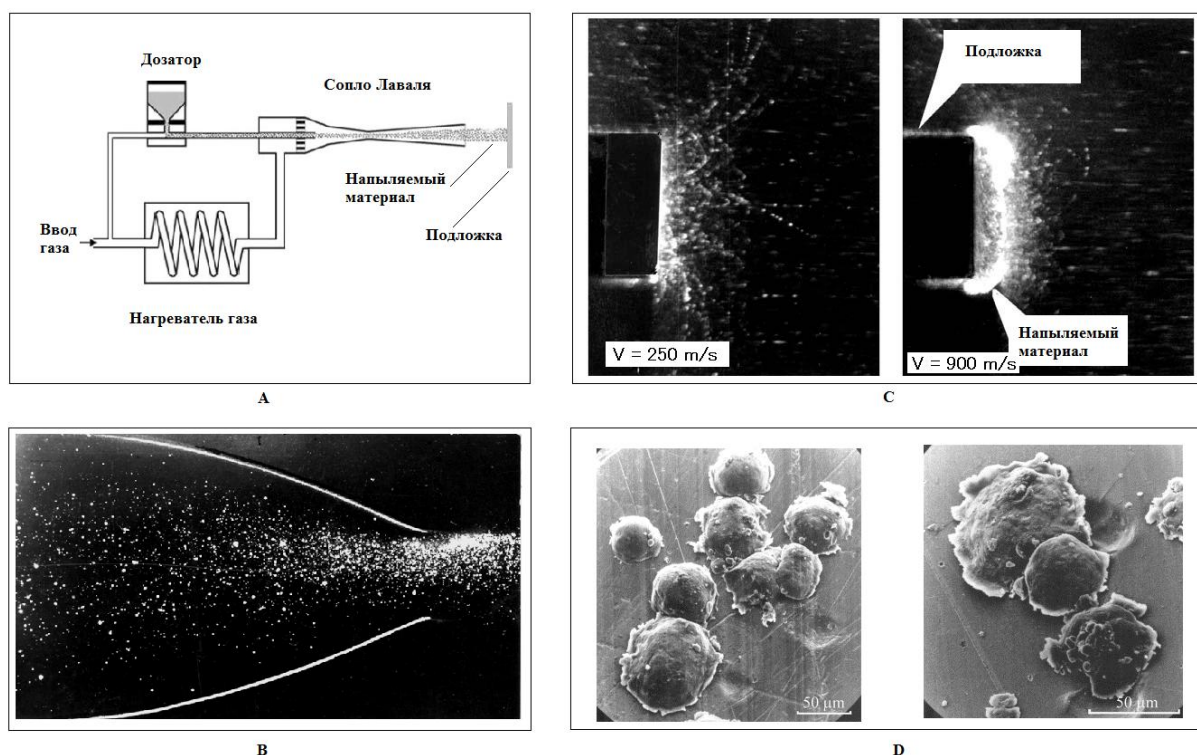 Дозатор
Сопло Лаваля
Напыляемый
материал
Подложка
Ввод
газа
Нагреватель газа
A
Подложка
Напыляемый
материал
V = 250 m/s
V = 900 m/s
C
B
50 μm
50 μm
D